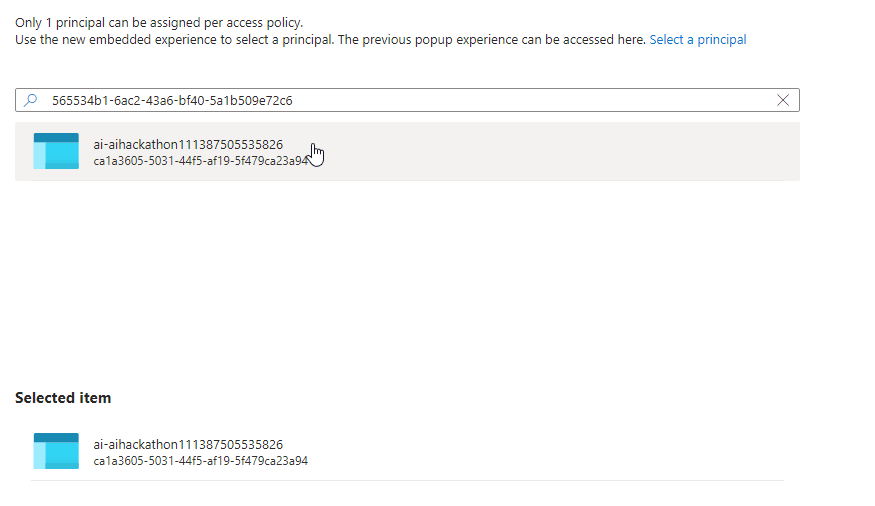 Only 1 principal can be assigned per access policy.
Use the new embedded experience to select a principal. The previous popup experience can be accessed here. Select a principal
565534b1-6ac2-43a6-bf40-5a1b509e72c6
ai-aihackathon111387505535826
ca1a3605-5031-44f5-af19-5f479ca23a94
Selected item
ai-aihackathon111387505535826
ca1a3605-5031-44f5-af19-5f479ca23a94